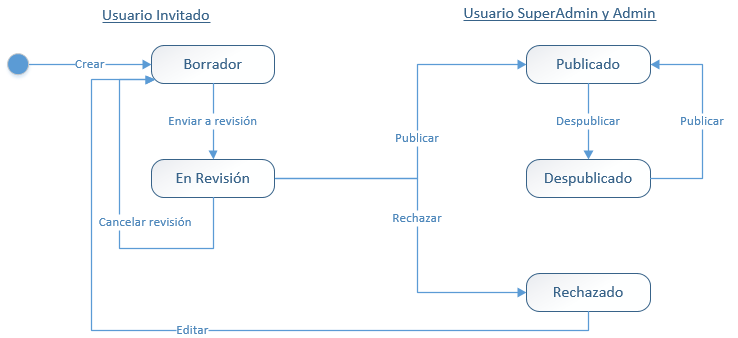 Usuario Invitado
Usuario SuperAdmin y Admin
Crear
Borrador
Publicado
Enviar a revisión
Despublicar
Publicar
Publicar
En Revisión
Despublicado
Cancelar revisión
Rechazar
Rechazado
Editar